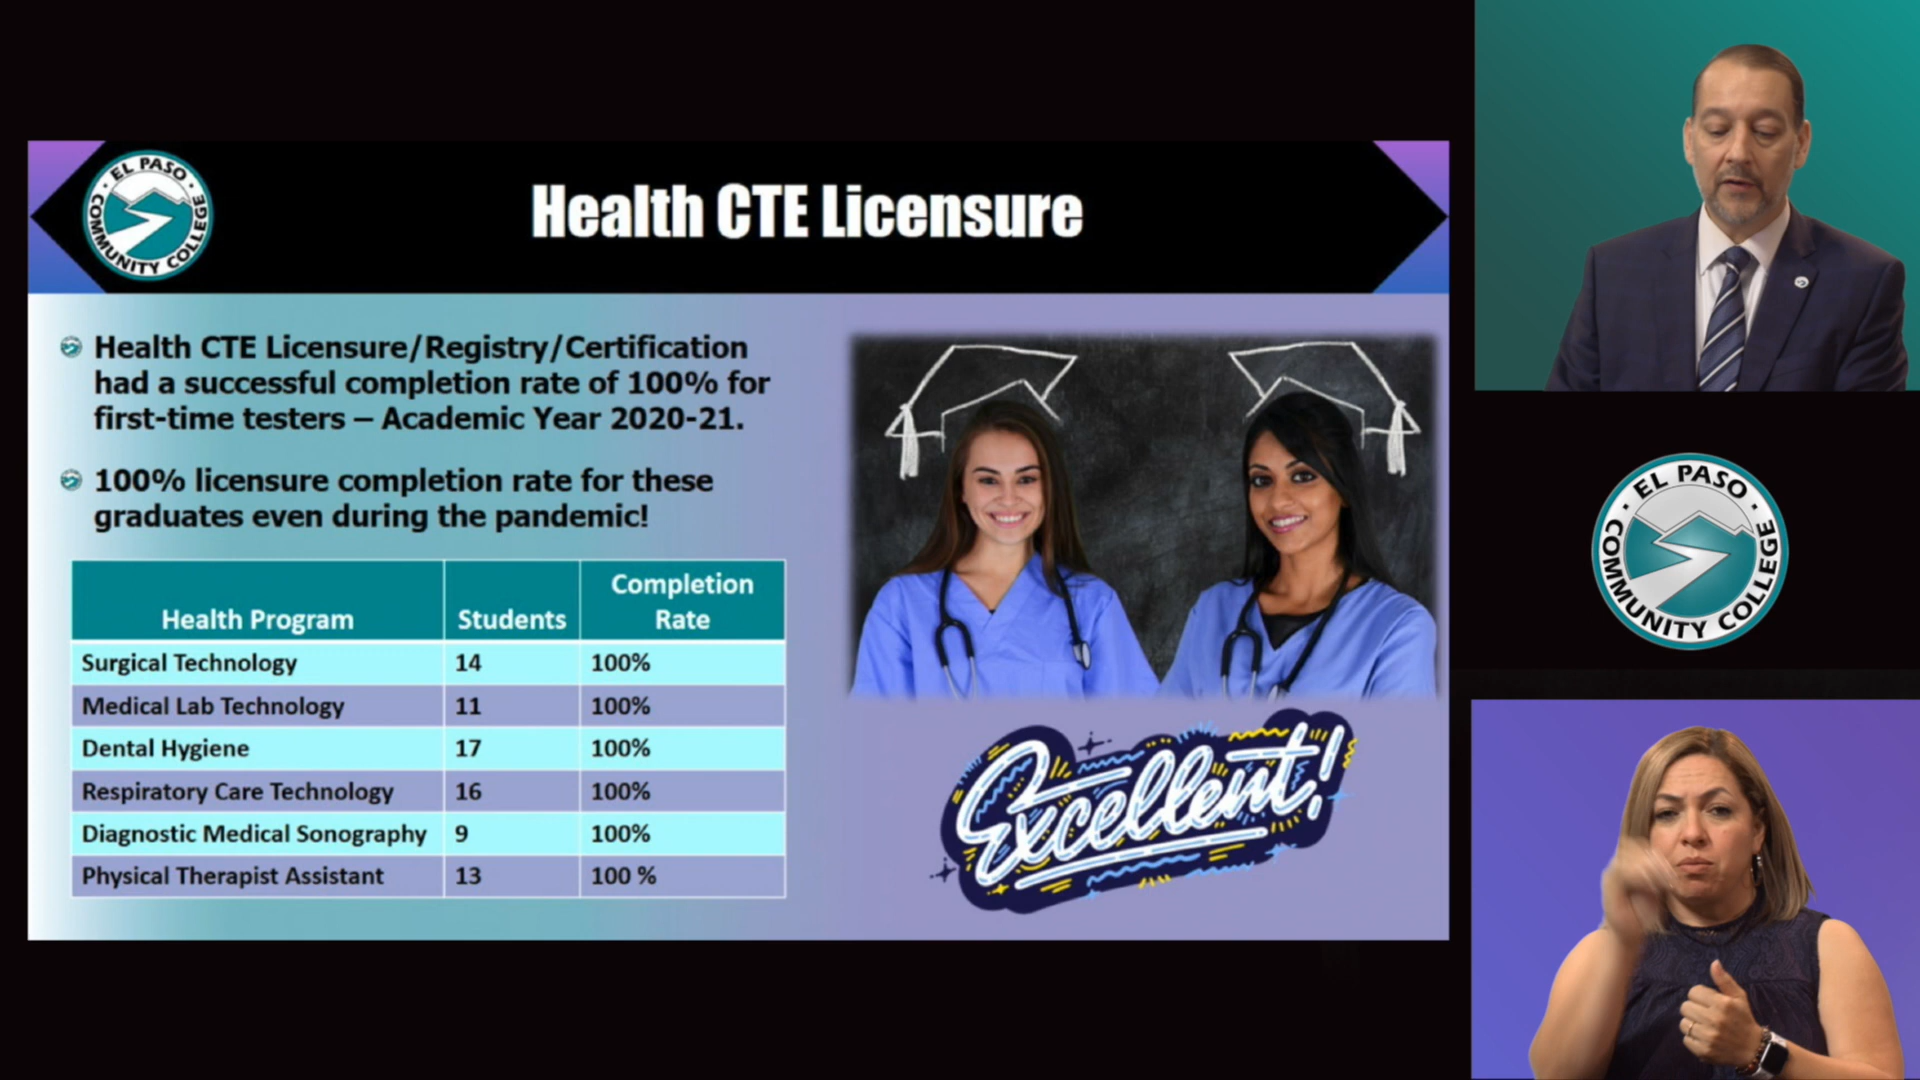 EL PASO
COMMUNITY COLLEGE
Health CTE Licensure
Health CTE Licensure/Registry/Certification
had a successful completion rate of 100% for
first-time testers – Academic Year 2020-21.
100% licensure completion rate for these
graduates even during the pandemic!
Health Program Students Completion Rate
Surgical Technology 14 100%
Medical Lab Technology 11 100%
Dental Hygiene 17 100%
Respiratory Care Technology 16 100%
Diagnostic Medical Sonography 9 100%
Physical Therapist Assistant 13 100 %
Excellent!
EL PASO
COMMUNITY COLLEGE